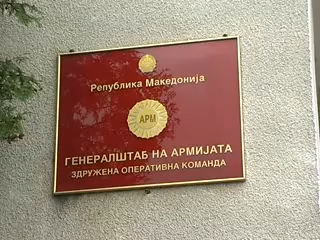 Република Македонија
АРМ
ГЕНЕРАЛШТАБ НА АРМИЈАТА
ЗДРУЖЕНА ОПЕРАТИВНА КОМАНДА